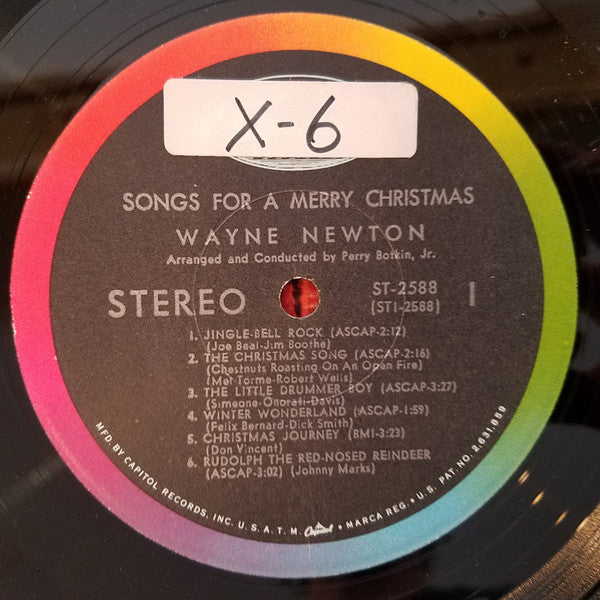 X-6
SONGS FOR A MERRY CHRISTMAS
WAYNE NEWTON
Arranged and Conducted by Perry Botkin, Jr.
STEREO
ST-2588
(ST1-2588)
1
1. JINGLE-BELL ROCK (ASCAP-2:12)
(Joe Beal-Jim Boothe)
2. THE CHRISTMAS SONG (ASCAP-2:16)
(Chestnuts Roasting On An Open Fire)
(Mel Torme-Robert Wells)
3. THE LITTLE DRUMMER BOY (ASCAP-3:27)
(Simeone-Onorati-Davis)
4. WINTER WONDERLAND (ASCAP-1:59)
(Felix Bernard-Dick Smith)
5. CHRISTMAS JOURNEY (BMI-3:23)
(Don Vincent)
6. RUDOLPH THE RED-NOSED REINDEER
(ASCAP-3:02) (Johnny Marks)
MFD. BY CAPITOL RECORDS, INC. U.S.A. T.M. Capitol • MARCA REG. • U.S. PAT. NO. 2,631,859